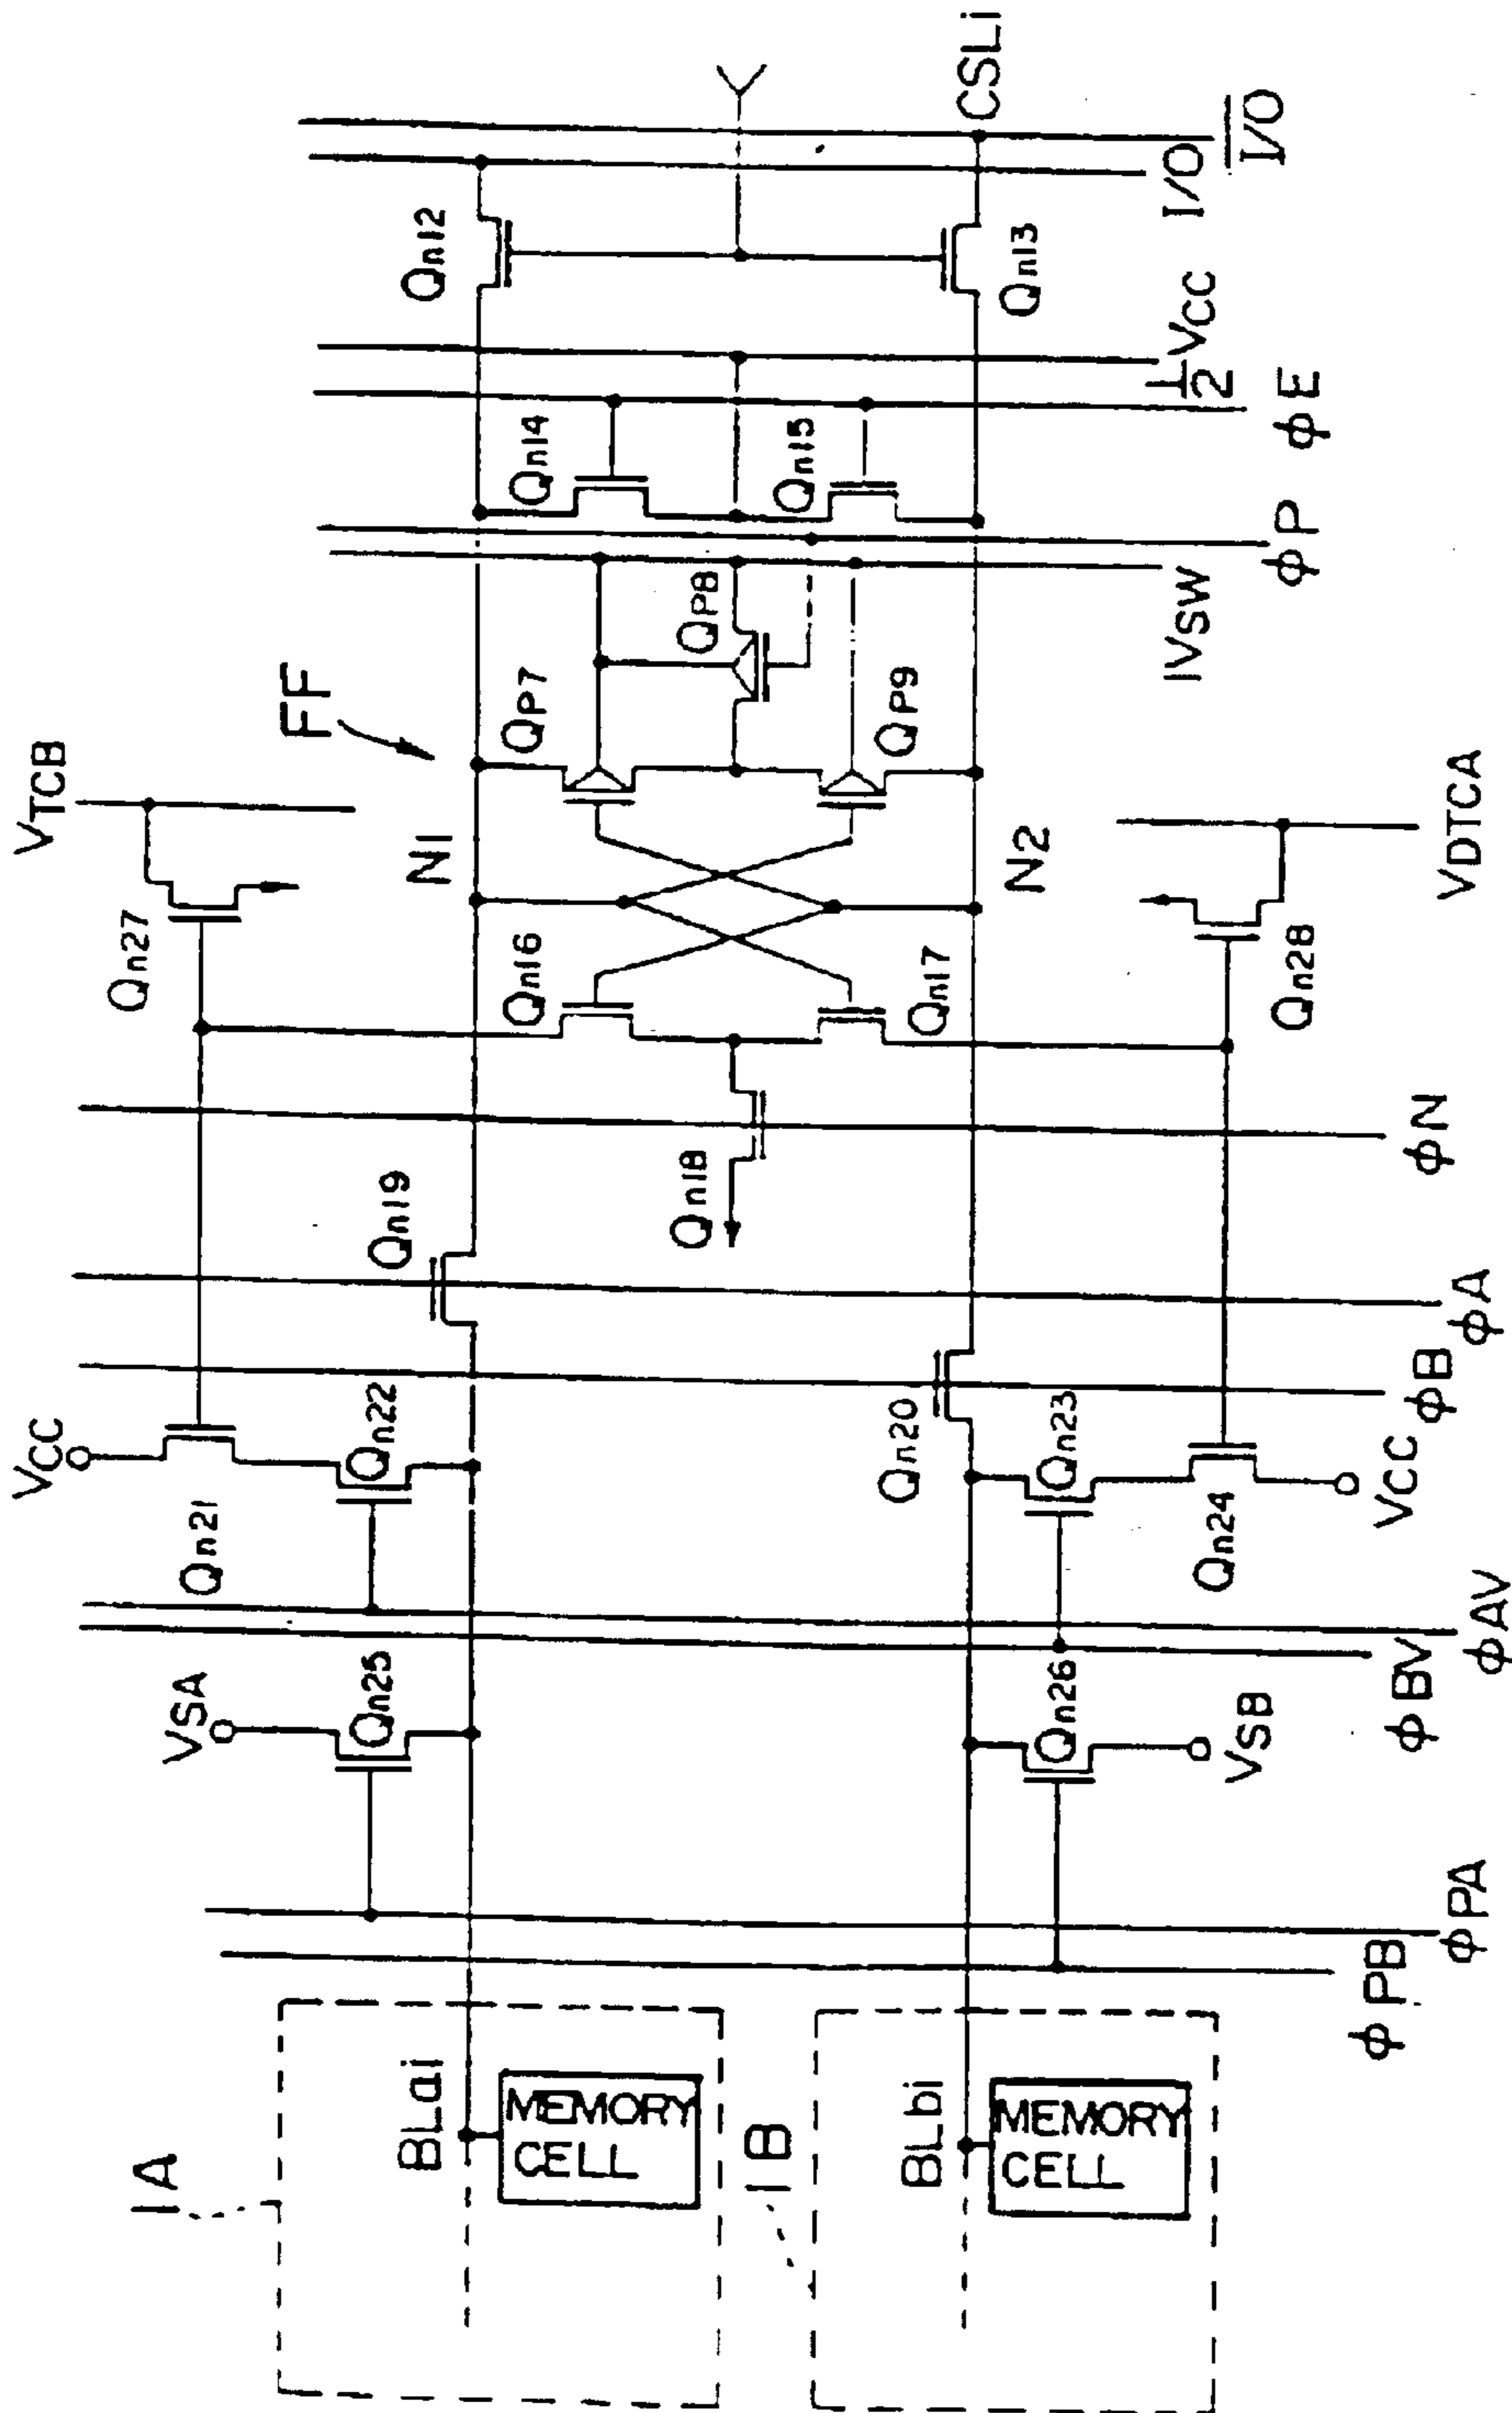 1A
BLai
MEMORY
CELL
1B
BLbi
MEMORY
CELL
φPB
φPA
VSA
Qn25
Qn26
VSB
φBV
φAV
VCC
Qn21
Qn22
Qn20
Qn23
Qn24
VCC
φB
φA
Qn19
Qn18
φN
VTCB
Qn27
Qn16
Qn17
Qn28
VDTCA
N1
N2
FF
QP7
QP8
QP9
IVSW
φP
Qn14
Qn15
φE
1/2 VCC
Qn12
Qn13
I/O
I/O
CSLi